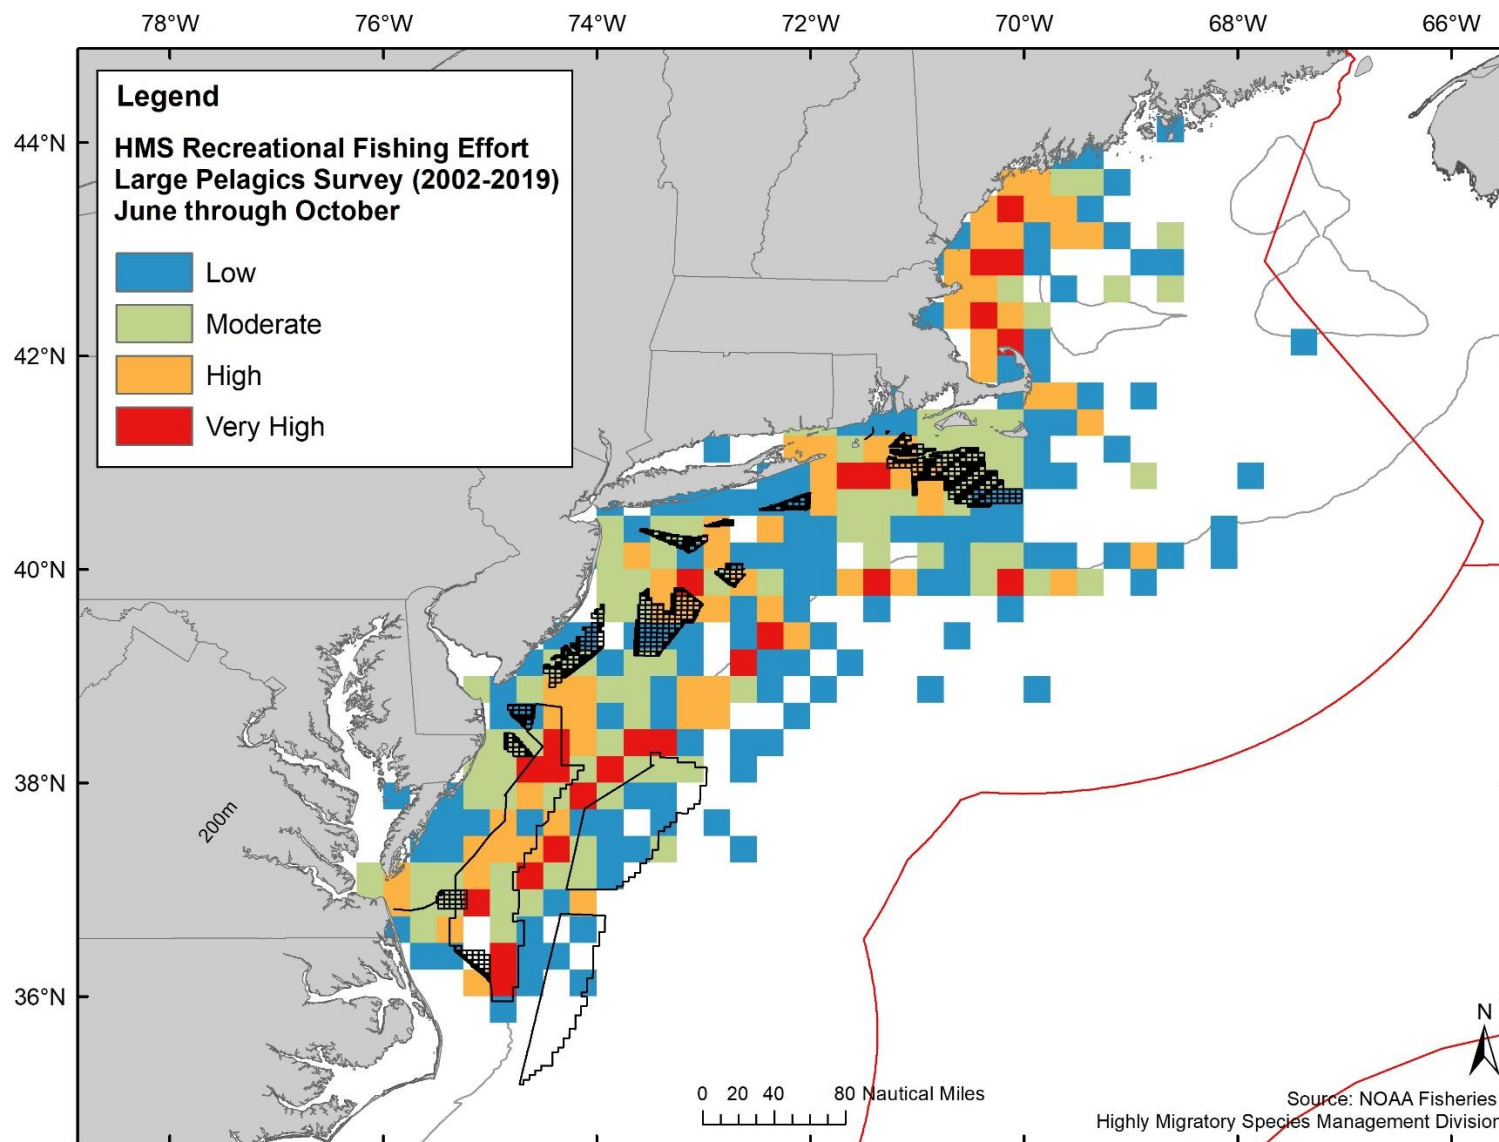 78°W 76°W 74°W 72°W 70°W 68°W 66°W
Legend
HMS Recreational Fishing Effort
Large Pelagics Survey (2002-2019)
June through October
Low
Moderate
High
Very High
44°N
42°N
40°N
38°N
36°N
200m
N
0 20 40 80 Nautical Miles
Source: NOAA Fisheries
Highly Migratory Species Management Division